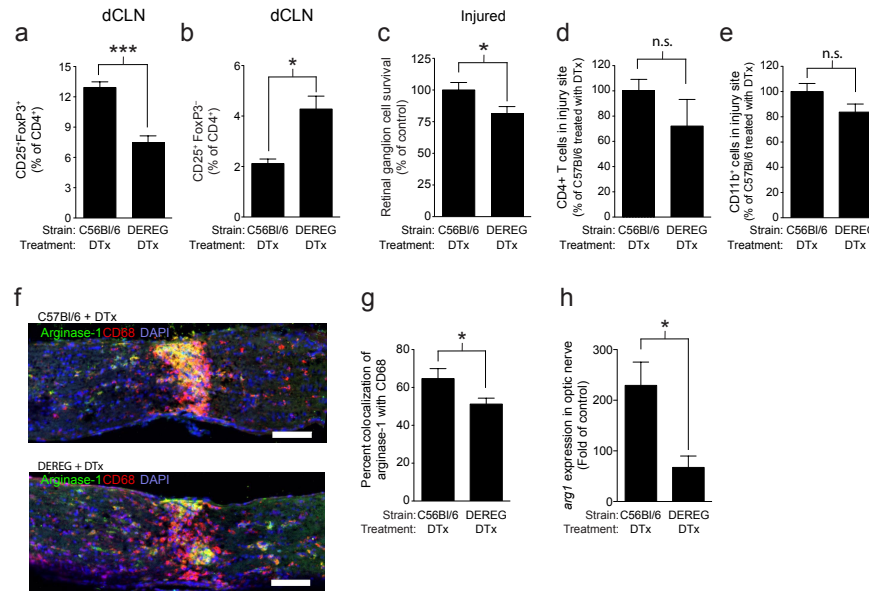 dCLN
dCLN
Injured
a
b
c
d
e
***
*
*
n.s.
n.s.
CD25⁺FoxP3⁺
(% of CD4⁺)
15
12
9
6
3
0
CD25⁺ FoxP3⁻
(% of CD4⁺)
6
4
2
0
Retinal ganglion cell survival
(% of control)
125
100
75
50
25
0
CD4+ T cells in injury site
(% of C57Bl/6 treated with DTx)
120
100
80
60
40
20
0
CD11b⁺ cells in injury site
(% of C57Bl/6 treated with DTx)
120
100
80
60
40
20
0
Strain: C56Bl/6 DEREG
Treatment: DTx DTx
Strain: C56Bl/6 DEREG
Treatment: DTx DTx
Strain: C56Bl/6 DEREG
Treatment: DTx DTx
Strain: C56Bl/6 DEREG
Treatment: DTx DTx
Strain: C56Bl/6 DEREG
Treatment: DTx DTx
f
C57Bl/6 + DTx
Arginase-1 CD68 DAPI
DEREG + DTx
Arginase-1 CD68 DAPI
g
*
Percent colocalization of
arginase-1 with CD68
80
60
40
20
0
Strain: C56Bl/6 DEREG
Treatment: DTx DTx
h
*
arg1 expression in optic nerve
(Fold of control)
300
200
100
0
Strain: C56Bl/6 DEREG
Treatment: DTx DTx